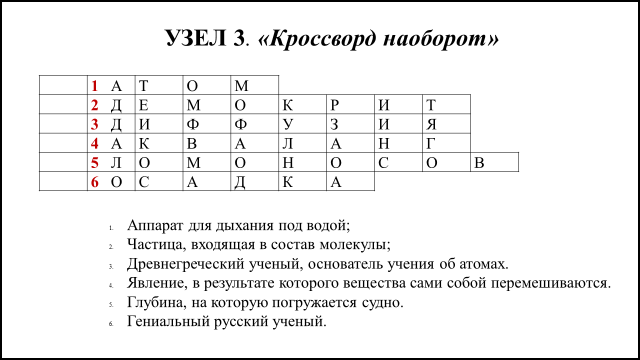 УЗЕЛ 3. «Кроссворд наоборот»
1 А Т О М
2 Д Е М О К Р И Т
3 Д И Ф Ф У З И Я
4 А К В А Л А Н Г
5 Л О М О Н О С О В
6 О С А Д К А
1. Аппарат для дыхания под водой;
2. Частица, входящая в состав молекулы;
3. Древнегреческий ученый, основатель учения об атомах.
4. Явление, в результате которого вещества сами собой перемешиваются.
5. Глубина, на которую погружается судно.
6. Гениальный русский ученый.